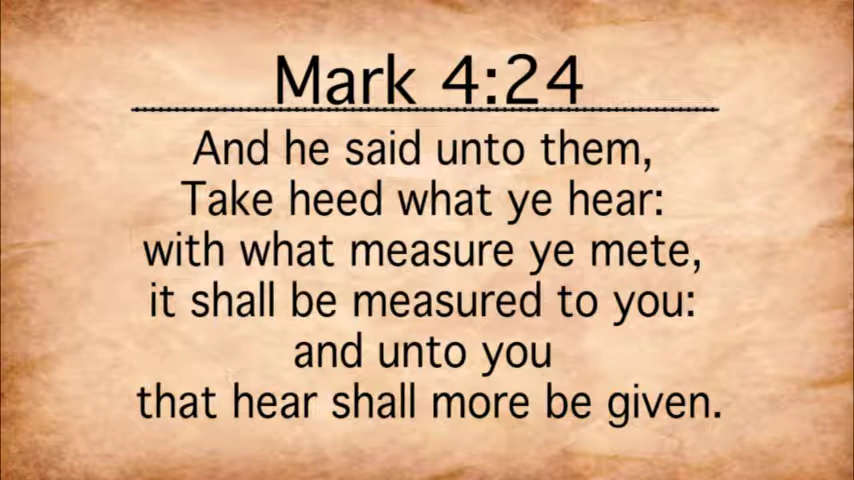 Mark 4:24
And he said unto them,
Take heed what ye hear:
with what measure ye mete,
it shall be measured to you:
and unto you
that hear shall more be given.